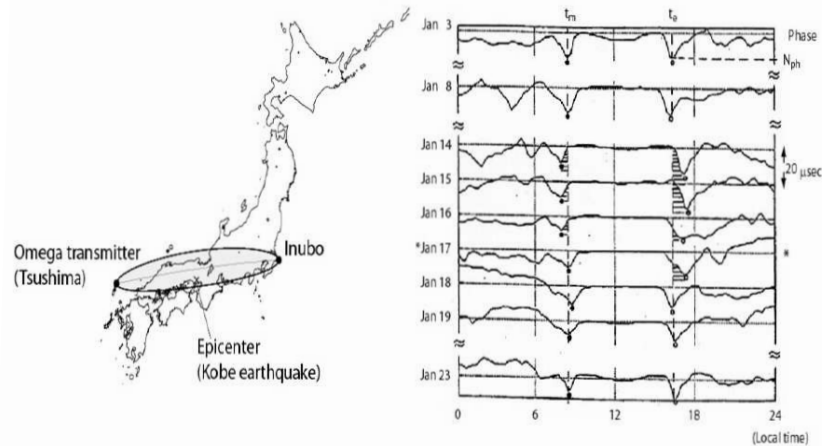 Omega transmitter
(Tsushima)
Inubo
Epicenter
(Kobe earthquake)
tm
te
Jan 3
Phase
Nph
Jan 8
Jan 14
20 µsec
Jan 15
Jan 16
*Jan 17
*
Jan 18
Jan 19
Jan 23
0 6 12 18 24
(Local time)